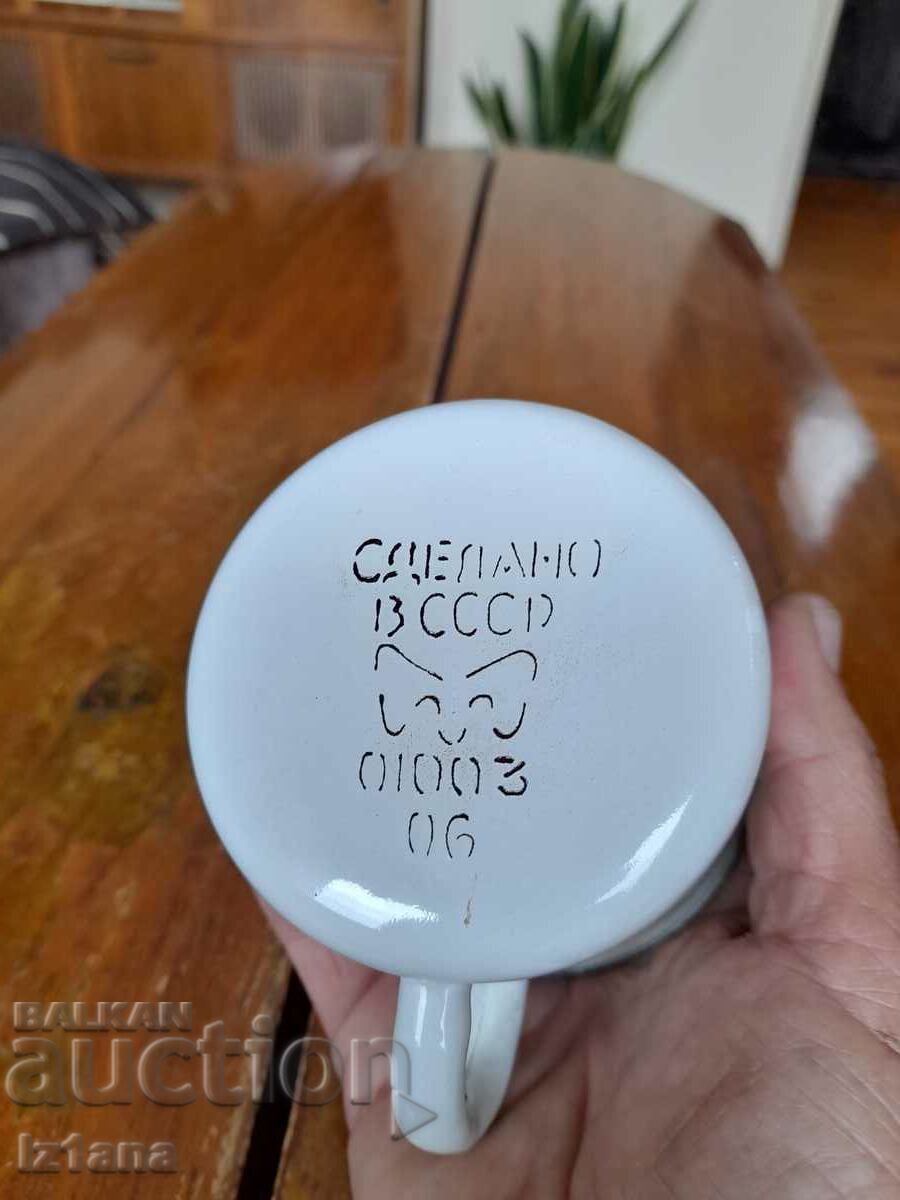 СДЕЛАНО
В СССР
01003
06
BALKAN
auction
Iz1ana